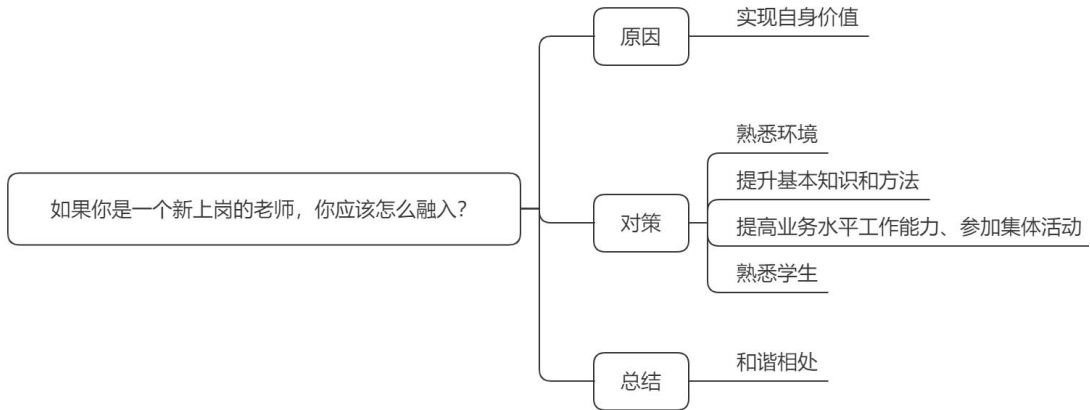 如果你是一个新上岗的老师，你应该怎么融入？
原因
实现自身价值
对策
熟悉环境
提升基本知识和方法
提高业务水平工作能力、参加集体活动
熟悉学生
总结
和谐相处